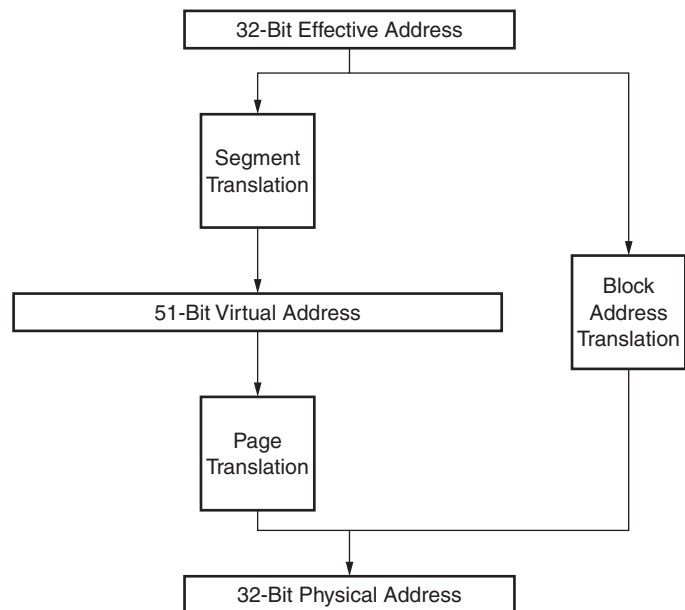 32-Bit Effective Address
Segment
Translation
51-Bit Virtual Address
Block
Address
Translation
Page
Translation
32-Bit Physical Address